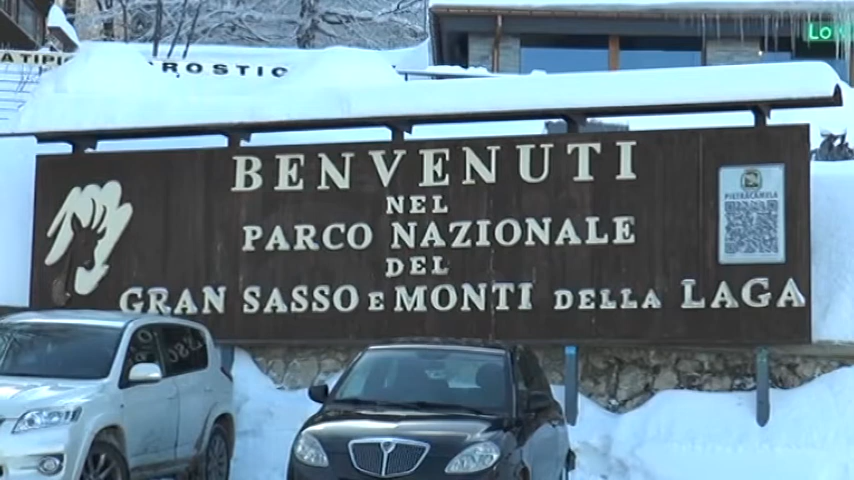 ROSTIC
BENVENUTI
NEL
PARCO NAZIONALE
DEL
GRAN SASSO E MONTI DELLA LAGA
PIETRACAMELA